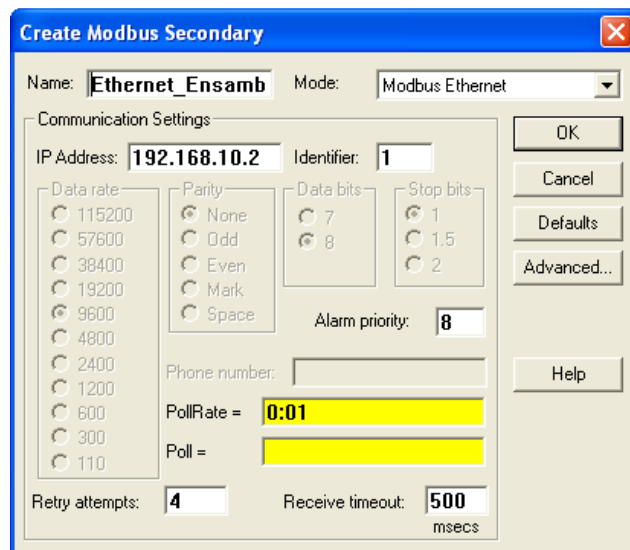 Create Modbus Secondary
Name: Ethernet_Ensamb Mode: Modbus Ethernet
Communication Settings
OK
IP Address: 192.168.10.2 Identifier: 1
Cancel
Defaults
Advanced...
Help
Data rate
115200
57600
38400
19200
9600
4800
2400
1200
600
300
110
Parity
None
Odd
Even
Mark
Space
Data bits
7
8
Stop bits
1
1.5
2
Alarm priority: 8
Phone number:
PollRate = 0:01
Poll =
Retry attempts: 4 Receive timeout: 500
msecs